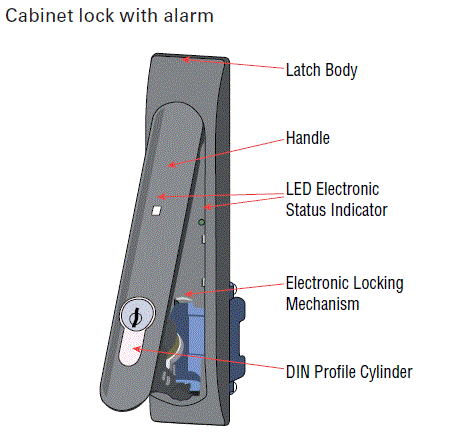 Cabinet lock with alarm
Latch Body
Handle
LED Electronic
Status Indicator
Electronic Locking
Mechanism
DIN Profile Cylinder